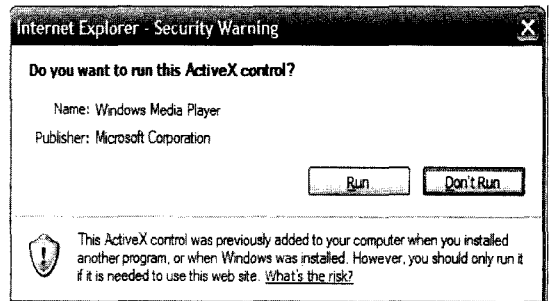 Internet Explorer - Security Warning
Do you want to run this ActiveX control?
Name: Windows Media Player
Publisher: Microsoft Corporation
Run
Don't Run
This ActiveX control was previously added to your computer when you installed
another program, or when Windows was installed. However, you should only run it
if it is needed to use this web site. What's the risk?